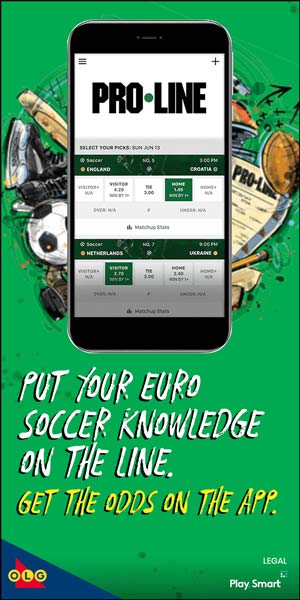 PRO•LINE
SELECT YOUR PICKS: SUN JUN 13
Soccer NO. 5 3:00 PM
ENGLAND CROATIA
VISITOR+ N/A VISITOR 4.20 WIN BY 1+ TIE 3.00 HOME 1.45 WIN BY 1+ HOME+ N/A
OVER: N/A # UNDER: N/A
Matchup Stats
Soccer NO. 7 9:00 PM
NETHERLANDS UKRAINE
VISITOR+ N/A VISITOR 2.70 WIN BY 1+ TIE 3.00 HOME 2.40 WIN BY 1+ HOME+ N/A
OVER: N/A # UNDER: N/A
Matchup Stats
PRO•LINE
PUT YOUR EURO
SOCCER KNOWLEDGE
ON THE LINE.
GET THE ODDS ON THE APP.
LEGAL
OLG
Play Smart